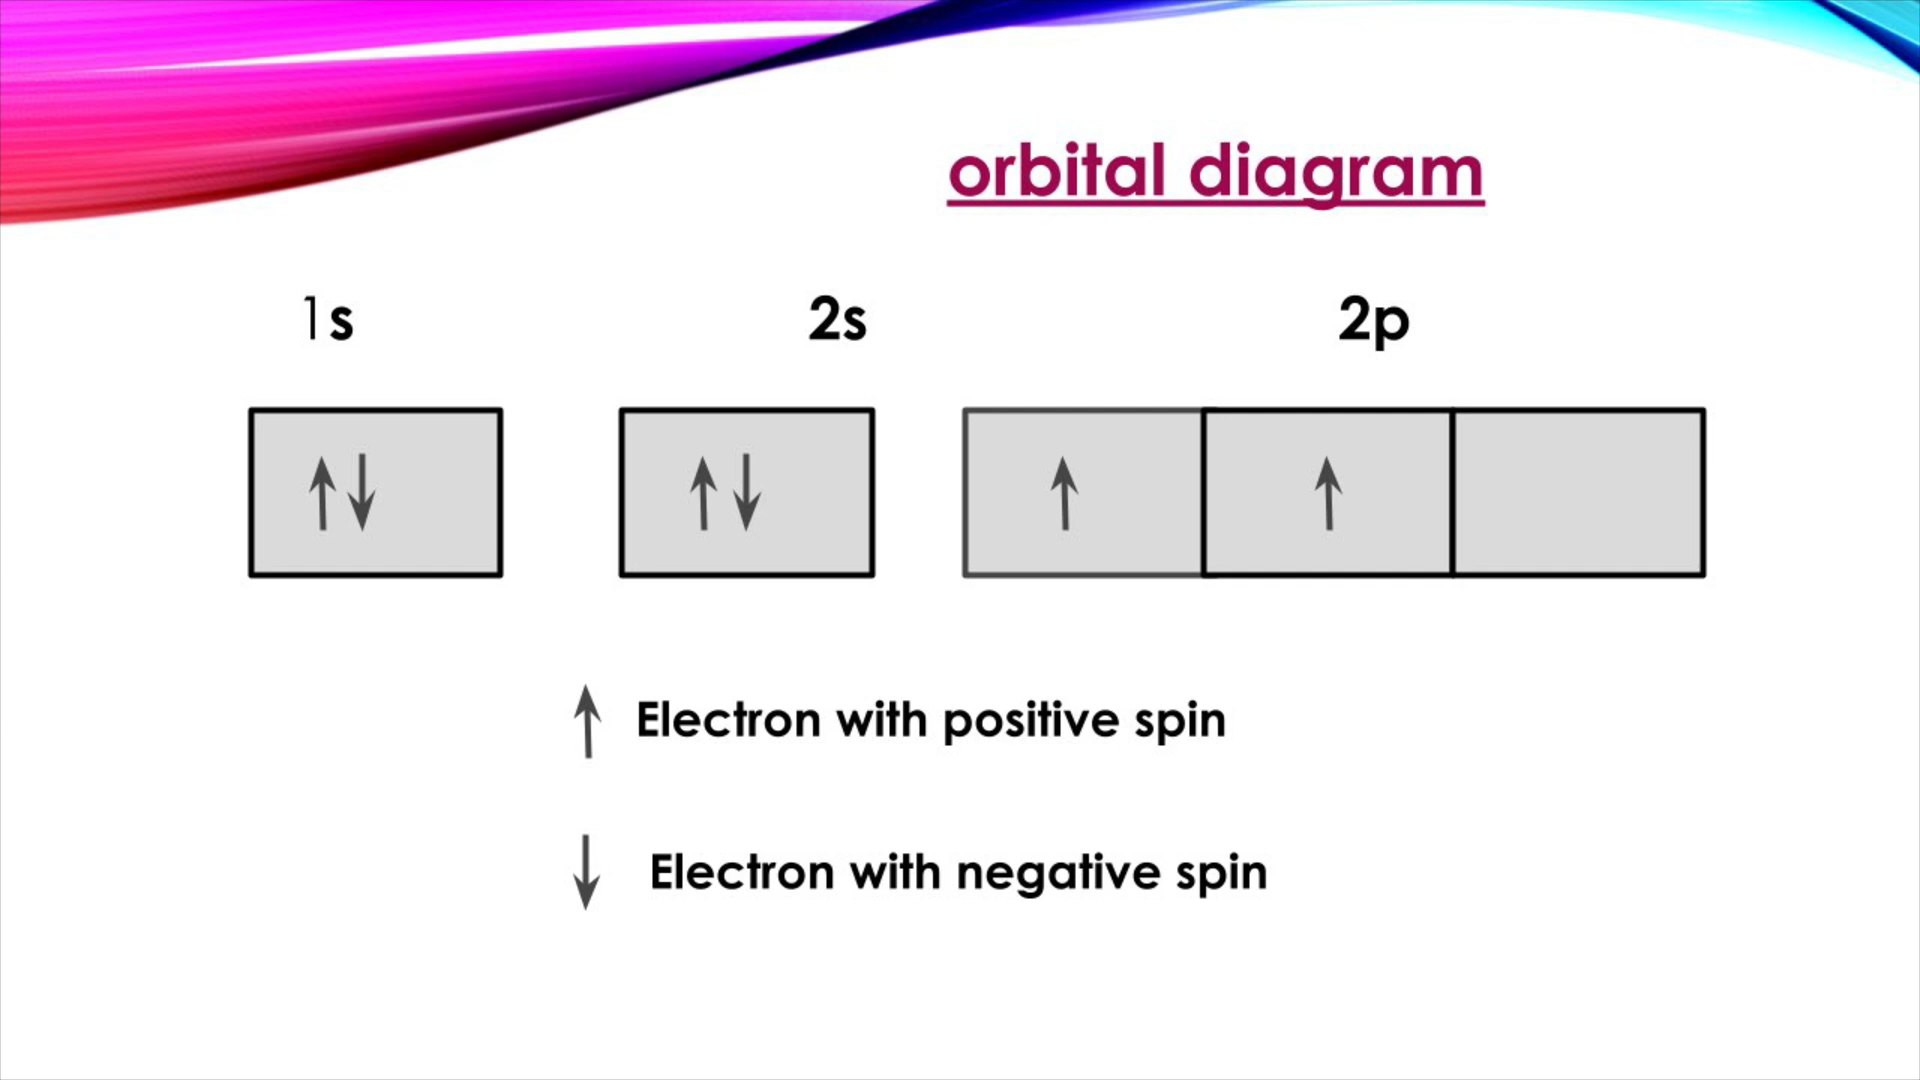 orbital diagram
1s 2s 2p
Electron with positive spin
Electron with negative spin